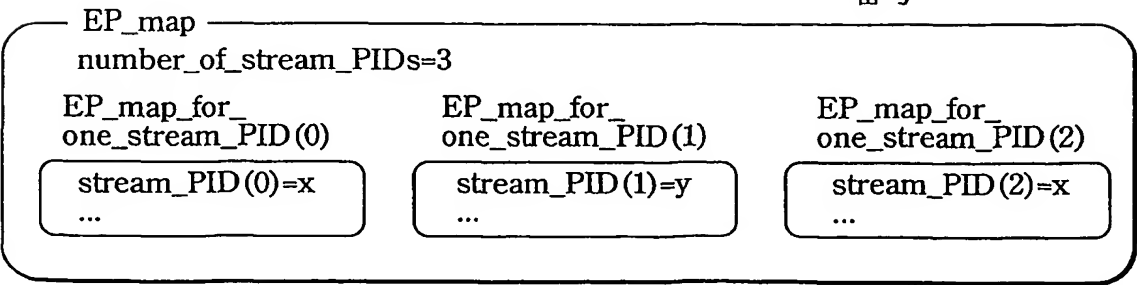 EP_map
number_of_stream_PIDs=3
EP_map_for_
one_stream_PID(0)
stream_PID(0)=x
...
EP_map_for_
one_stream_PID(1)
stream_PID(1)=y
...
EP_map_for_
one_stream_PID(2)
stream_PID(2)=x
...